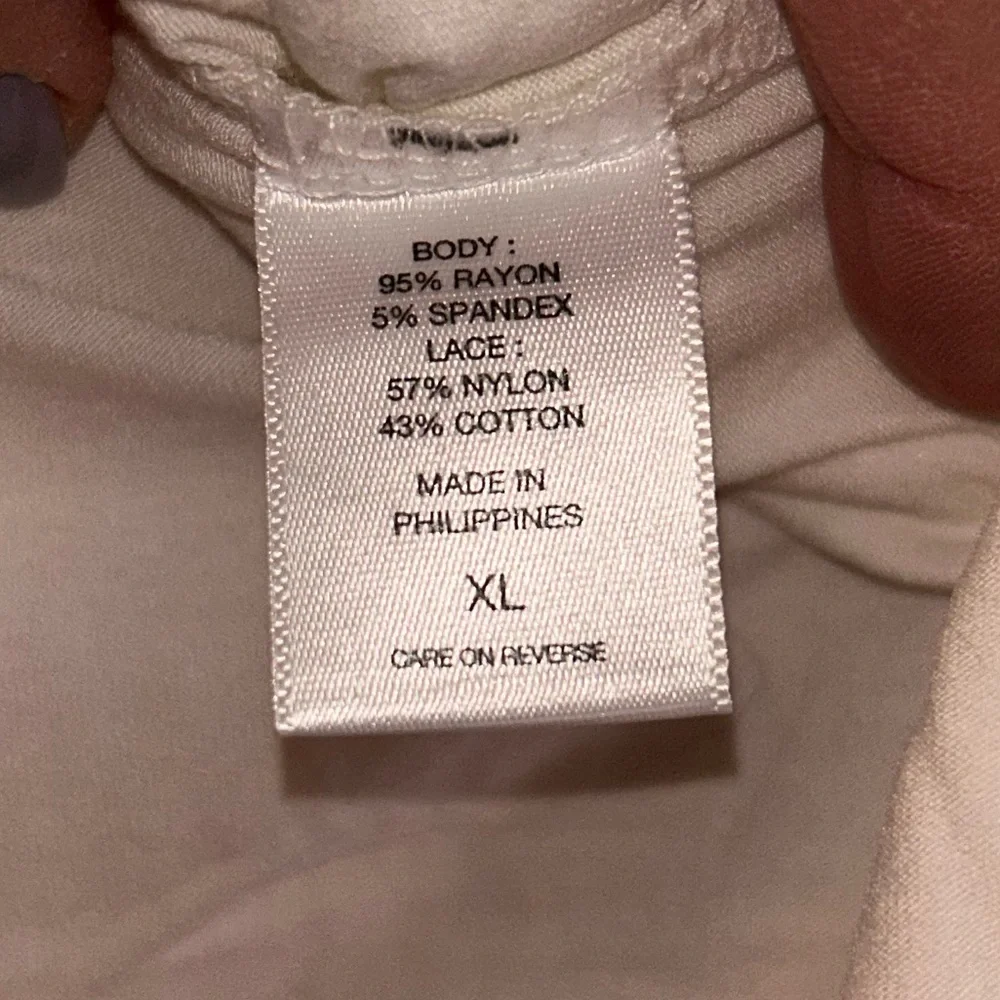 BODY :
95% RAYON
5% SPANDEX
LACE :
57% NYLON
43% COTTON
MADE IN
PHILIPPINES
XL
CARE ON REVERSE